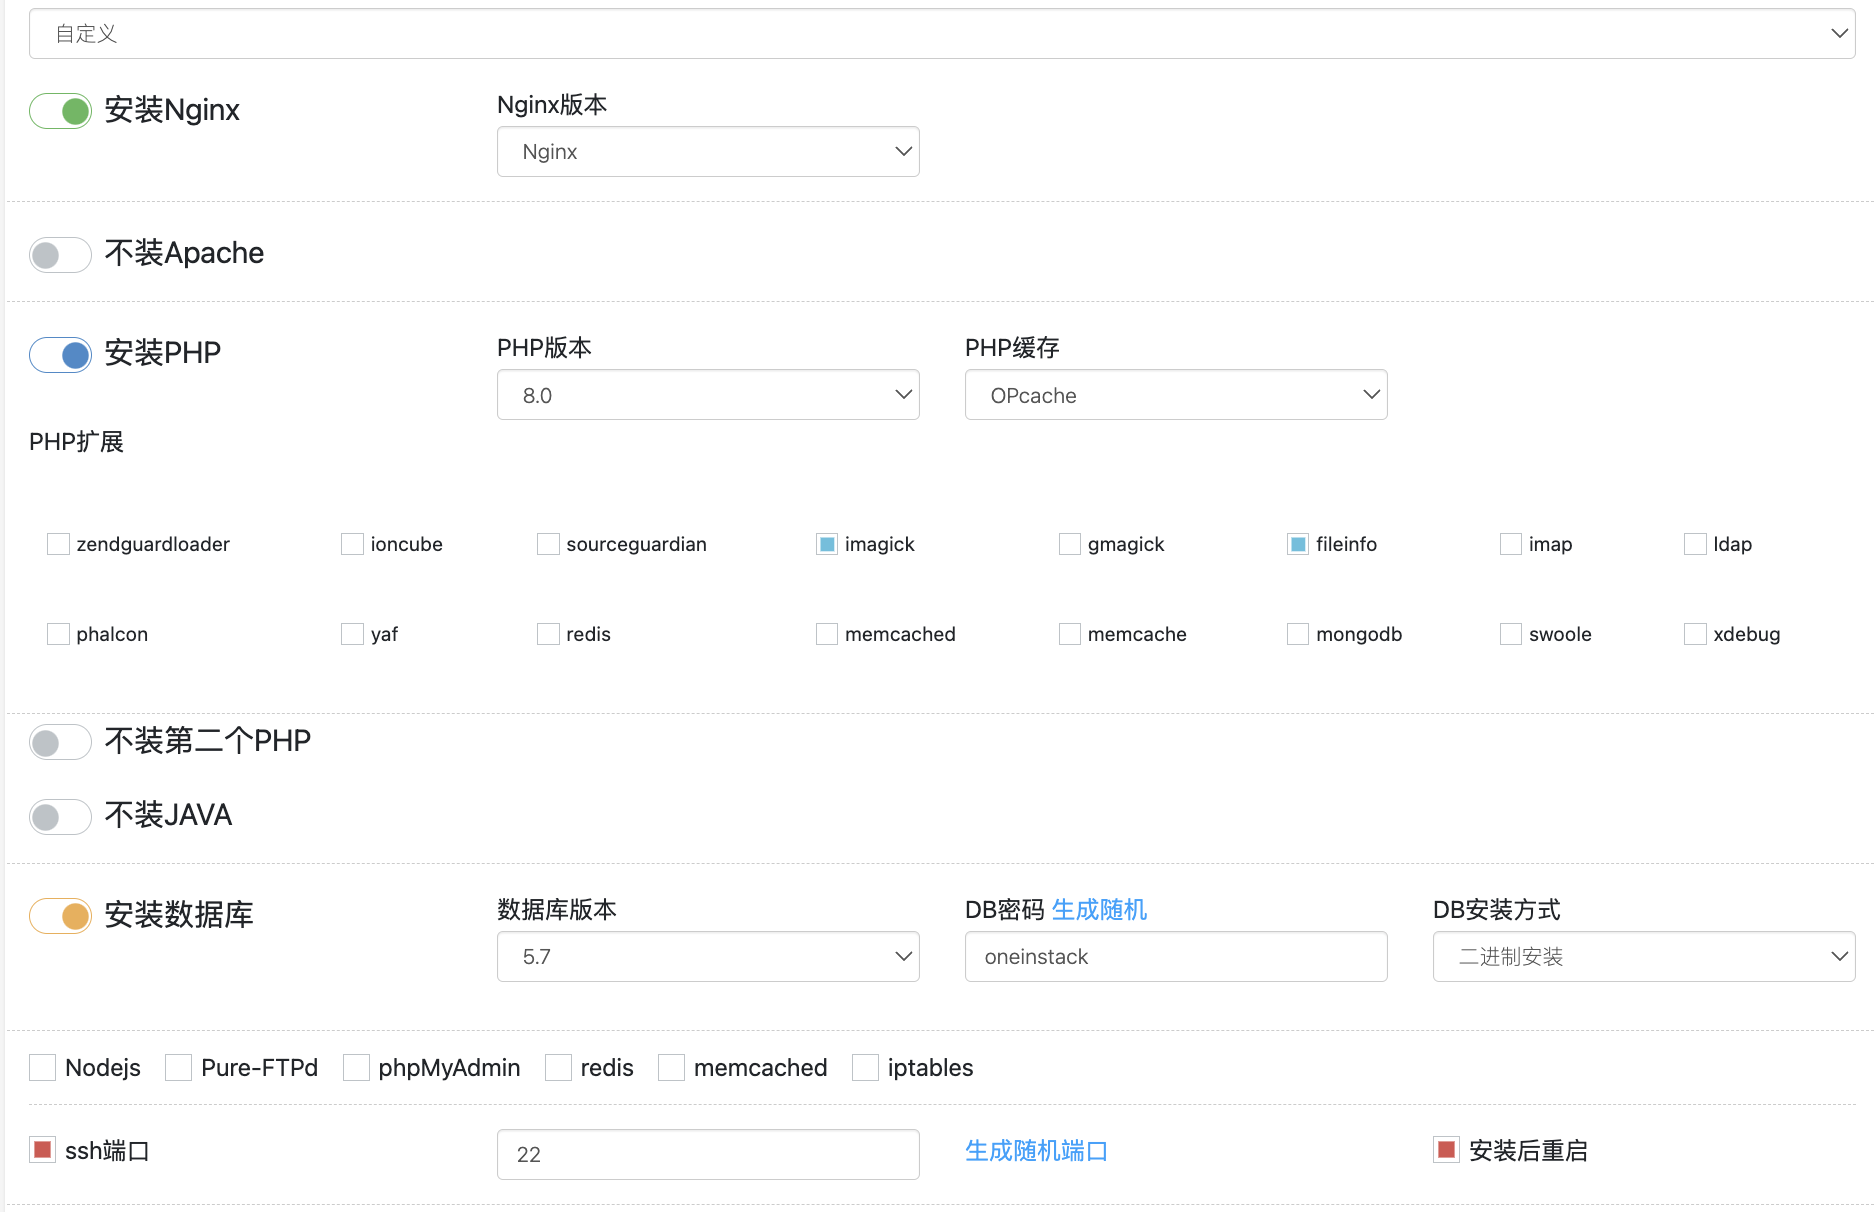 自定义
安装Nginx
Nginx版本
Nginx
不装Apache
安装PHP
PHP版本
8.0
PHP缓存
OPcache
PHP扩展
zendguardloader ioncube sourceguardian imagick gmagick fileinfo imap ldap
phalcon yaf redis memcached memcache mongodb swoole xdebug
不装第二个PHP
不装JAVA
安装数据库
数据库版本
5.7
DB密码 生成随机
oneinstack
DB安装方式
二进制安装
Nodejs Pure-FTPd phpMyAdmin redis memcached iptables
ssh端口 22 生成随机端口 安装后重启